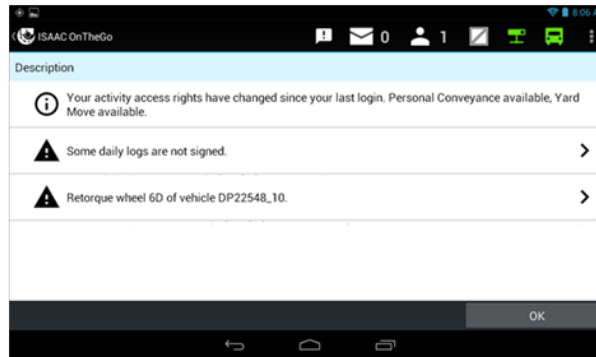 8:06 A
ISAAC OnTheGo
0
1
Description
Your activity access rights have changed since your last login. Personal Conveyance available, Yard
Move available.
Some daily logs are not signed.
Retorque wheel 6D of vehicle DP22548_10.
OK